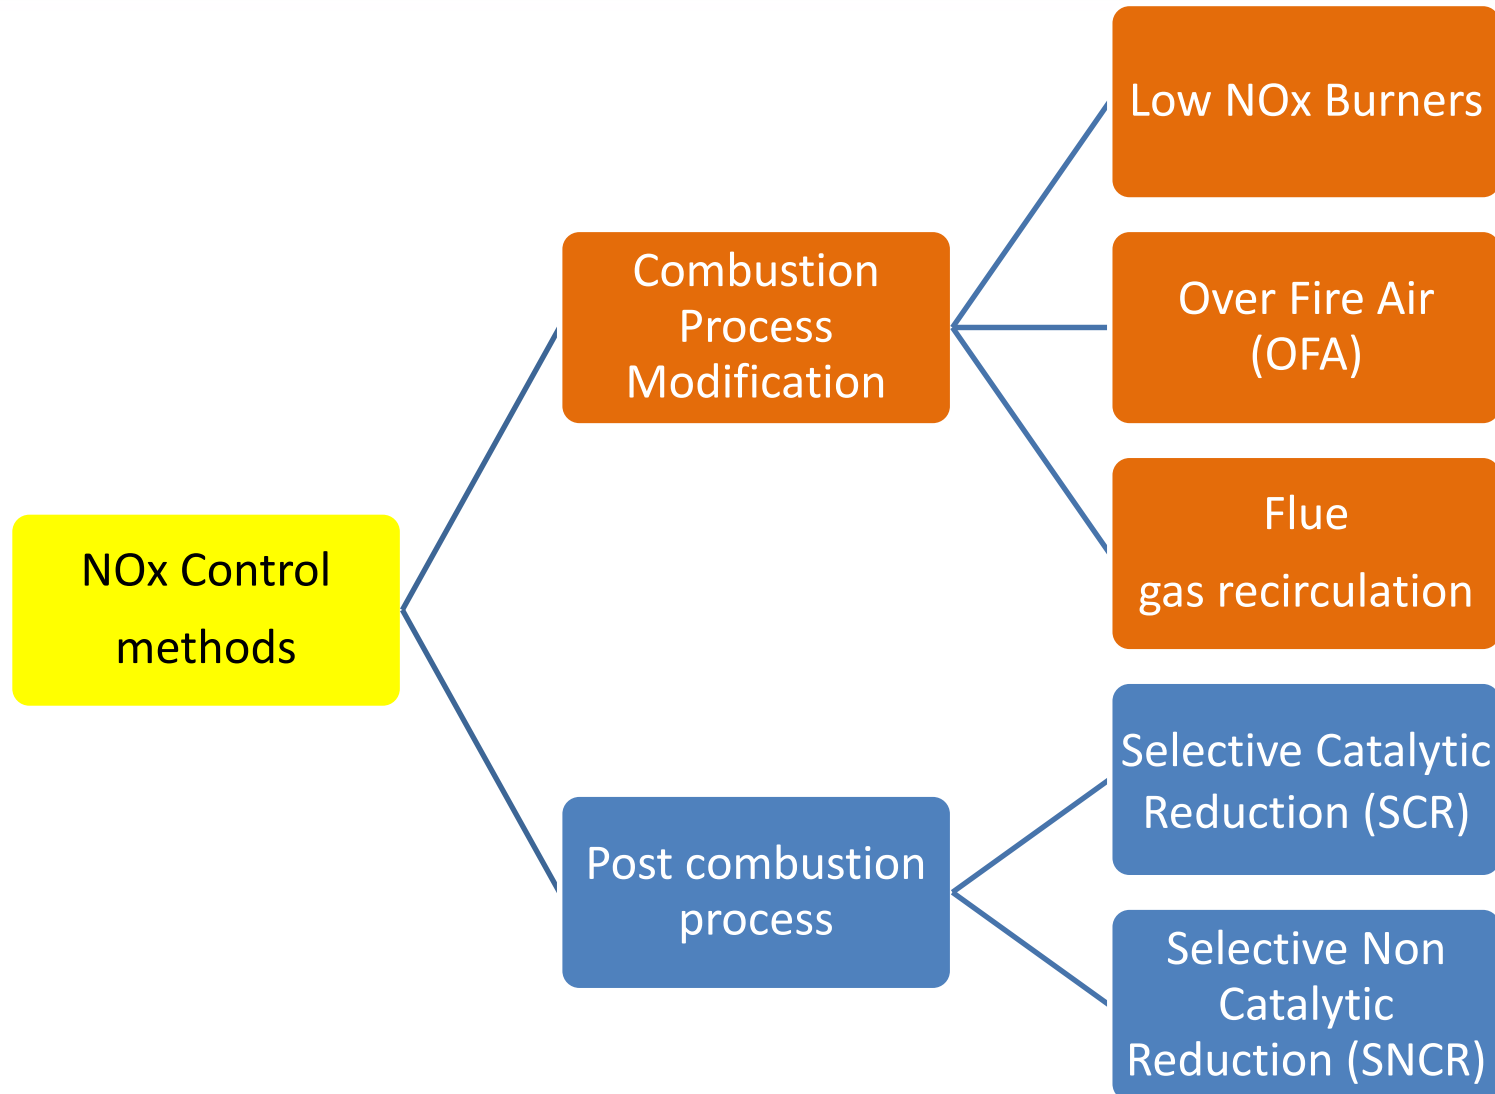 Low NOx Burners
Combustion
Process
Modification
Over Fire Air
(OFA)
Flue
gas recirculation
NOx Control
methods
Selective Catalytic
Reduction (SCR)
Post combustion
process
Selective Non
Catalytic
Reduction (SNCR)